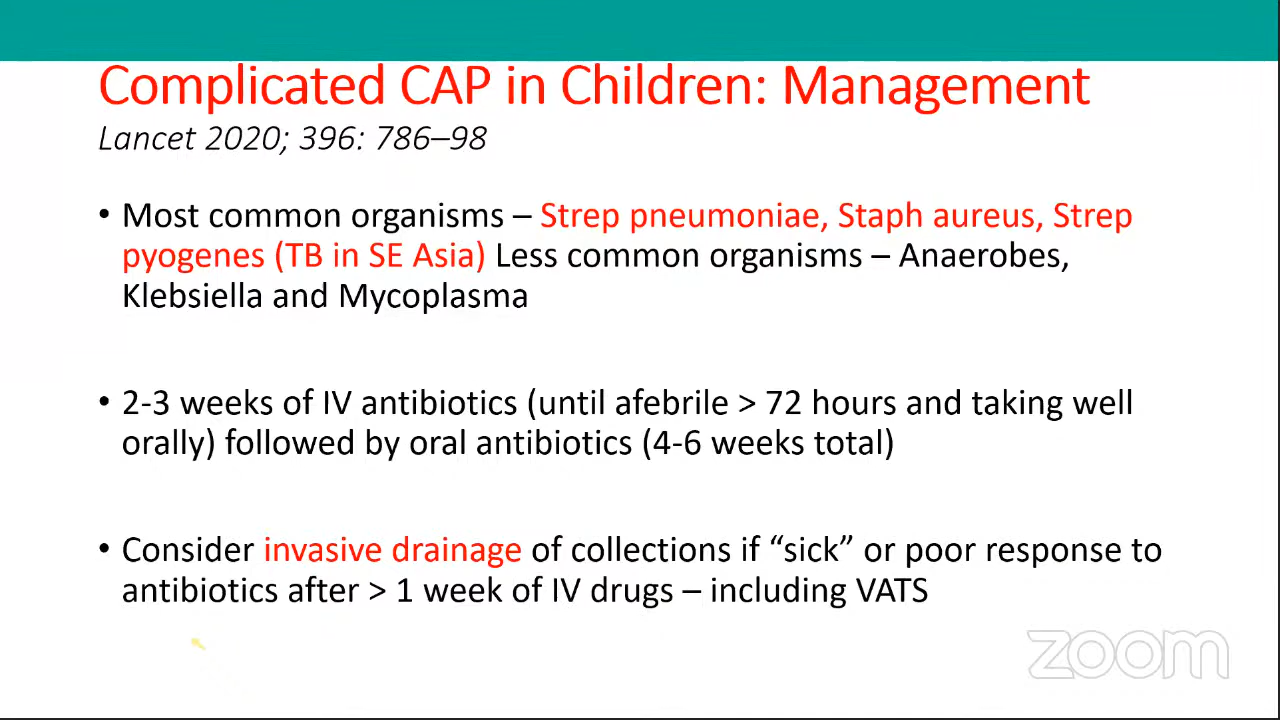 Complicated CAP in Children: Management
Lancet 2020; 396: 786–98
• Most common organisms – Strep pneumoniae, Staph aureus, Strep
pyogenes (TB in SE Asia) Less common organisms – Anaerobes,
Klebsiella and Mycoplasma
• 2-3 weeks of IV antibiotics (until afebrile > 72 hours and taking well
orally) followed by oral antibiotics (4-6 weeks total)
• Consider invasive drainage of collections if “sick” or poor response to
antibiotics after > 1 week of IV drugs – including VATS
zoom